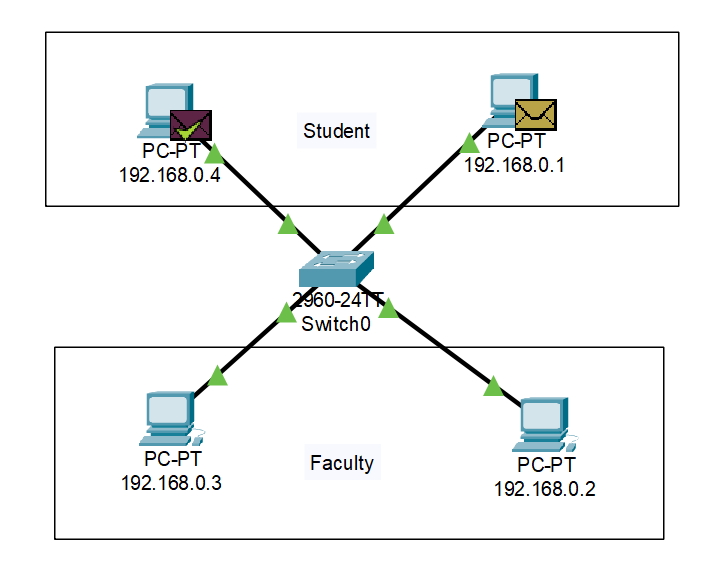 Student
PC-PT
192.168.0.4
PC-PT
192.168.0.1
2960-24TT
Switch0
PC-PT
192.168.0.3
Faculty
PC-PT
192.168.0.2